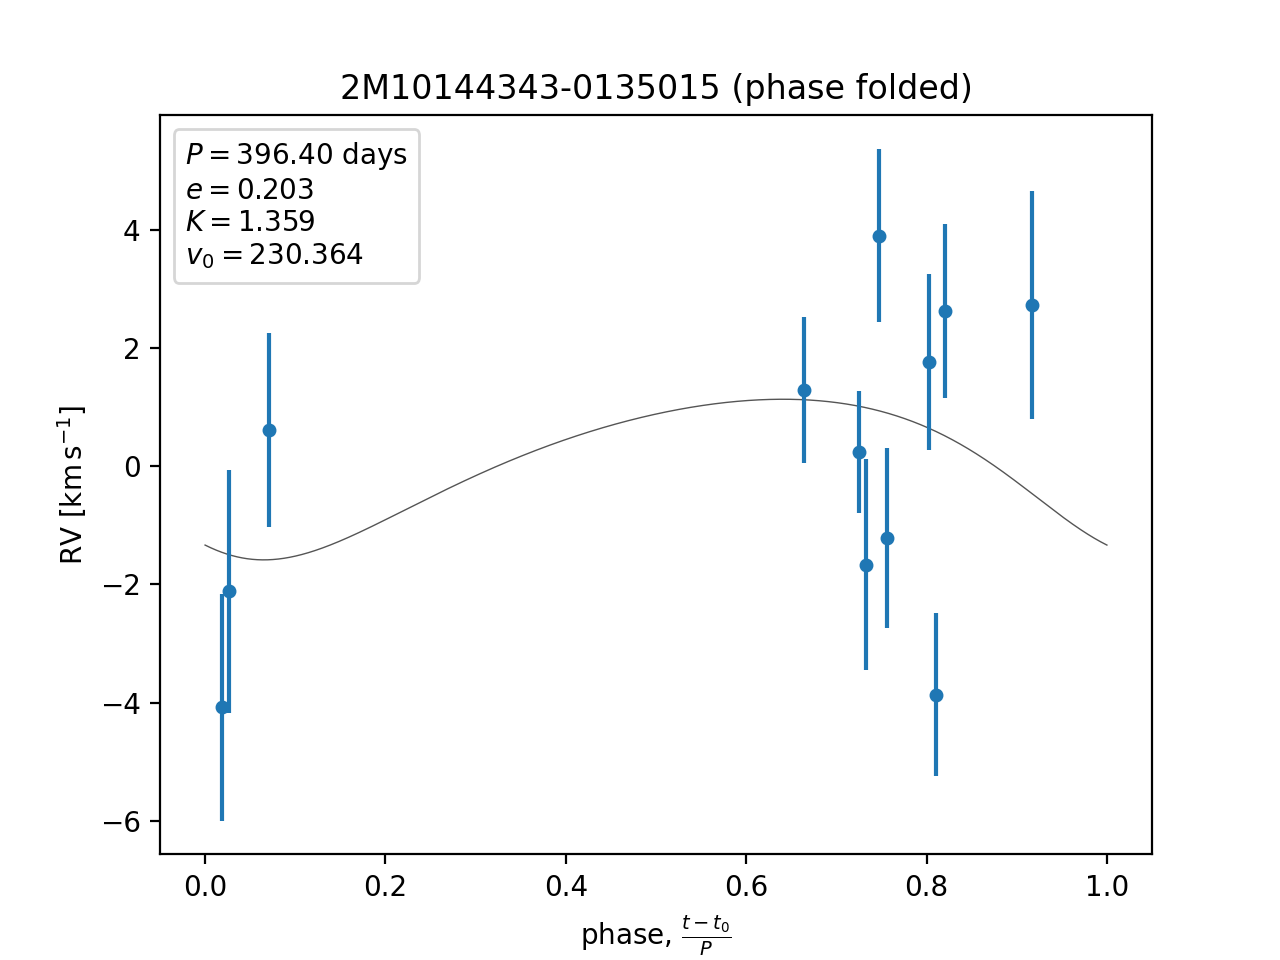 2M10144343-0135015 (phase folded)
P = 396.40 days
e = 0.203
K = 1.359
v₀ = 230.364
RV [km s⁻¹]
4
2
0
−2
−4
−6
0.0 0.2 0.4 0.6 0.8 1.0
phase, (t − t₀)/P